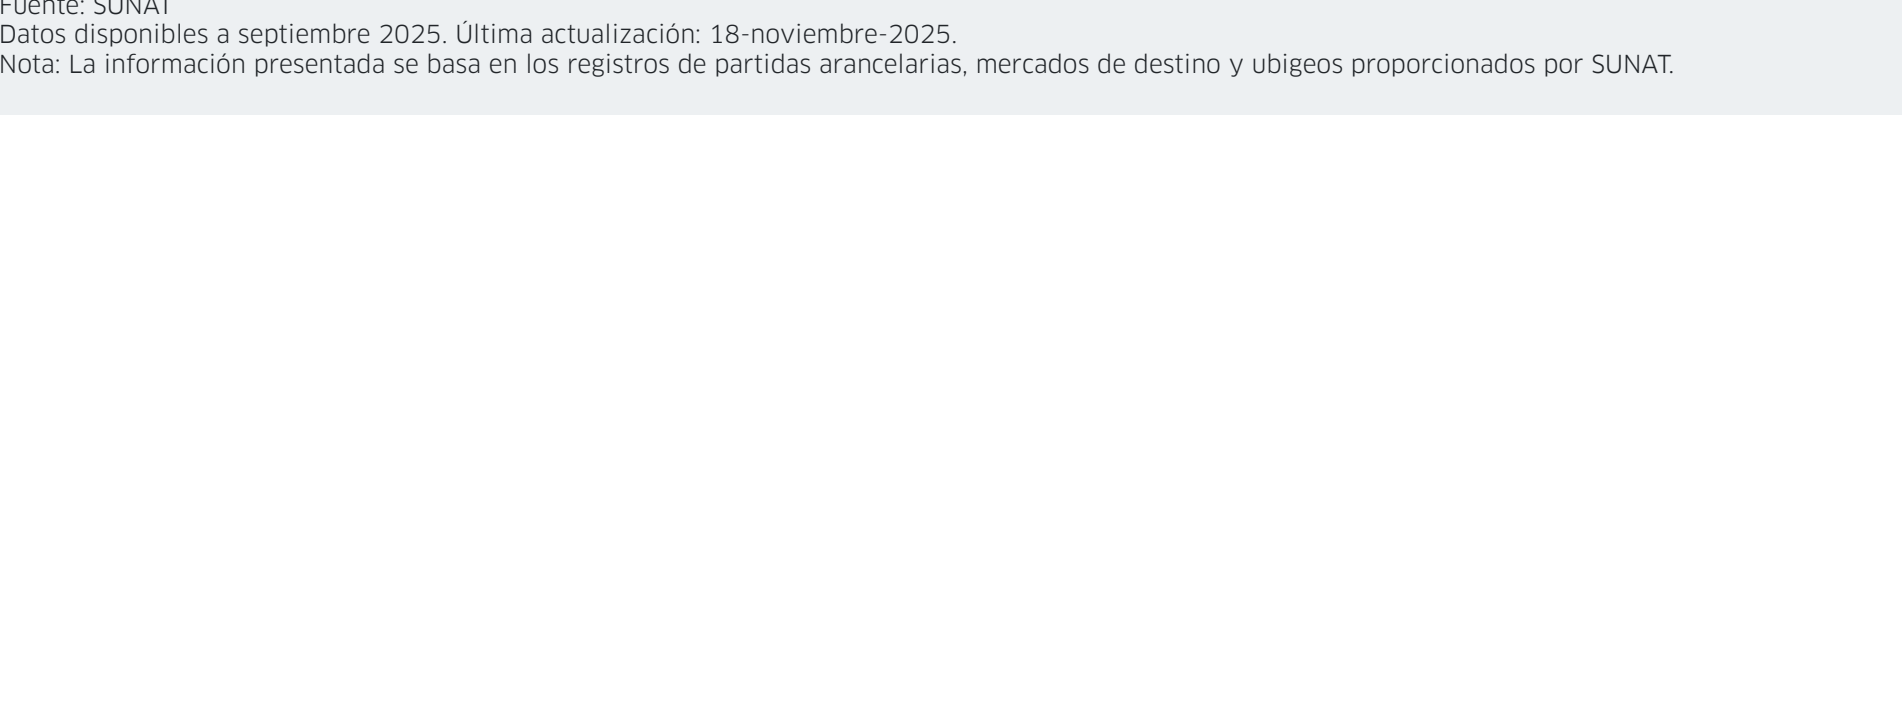 Fuente: SUNAT
Datos disponibles a septiembre 2025. Última actualización: 18-noviembre-2025.
Nota: La información presentada se basa en los registros de partidas arancelarias, mercados de destino y ubigeos proporcionados por SUNAT.